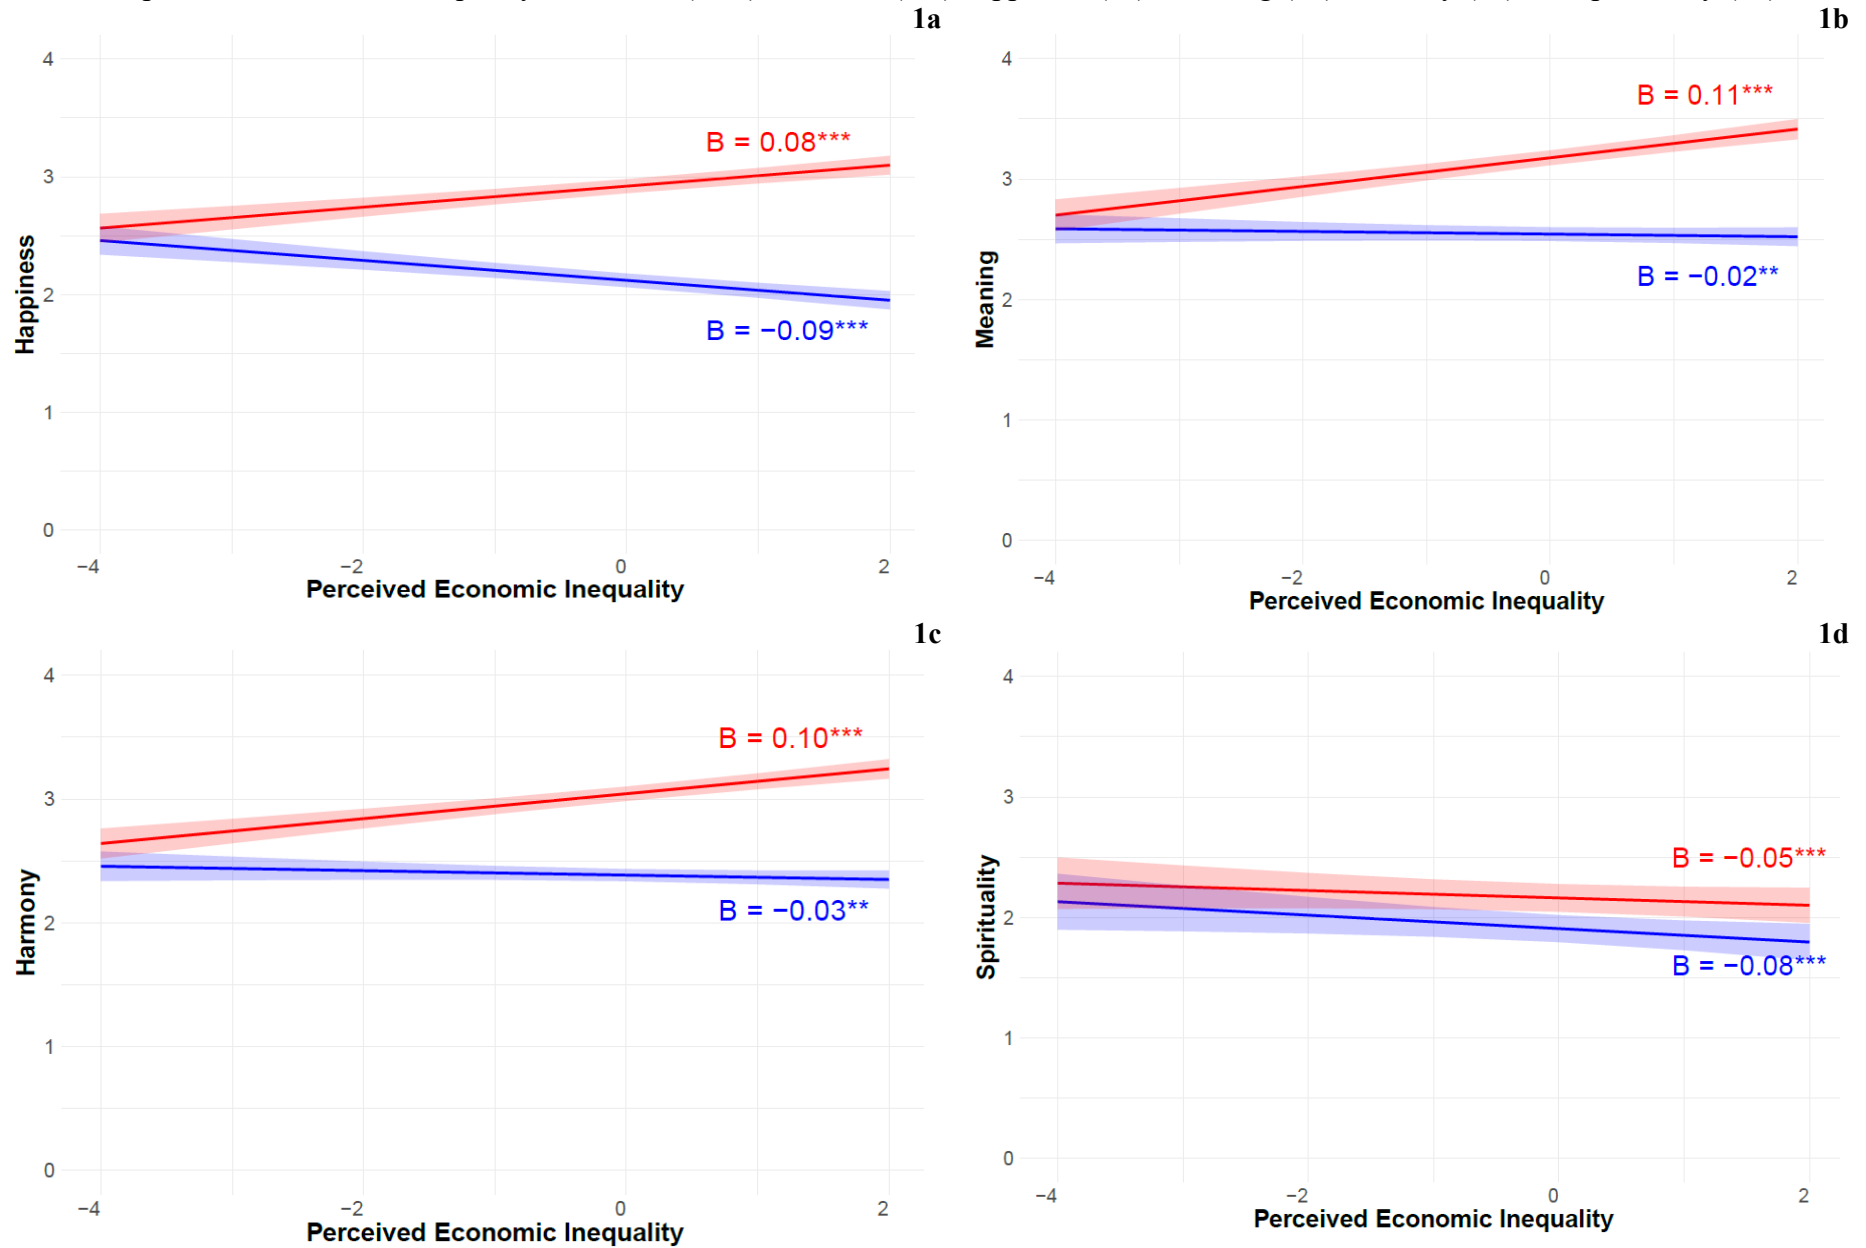 1a
4
3
2
1
0
Happiness
B = 0.08***
B = −0.09***
−4
−2
0
2
Perceived Economic Inequality
1b
4
3
2
1
0
Meaning
B = 0.11***
B = −0.02**
−4
−2
0
2
Perceived Economic Inequality
1c
4
3
2
1
0
Harmony
B = 0.10***
B = −0.03**
−4
−2
0
2
Perceived Economic Inequality
1d
4
3
2
1
0
Spirituality
B = −0.05***
B = −0.08***
−4
−2
0
2
Perceived Economic Inequality